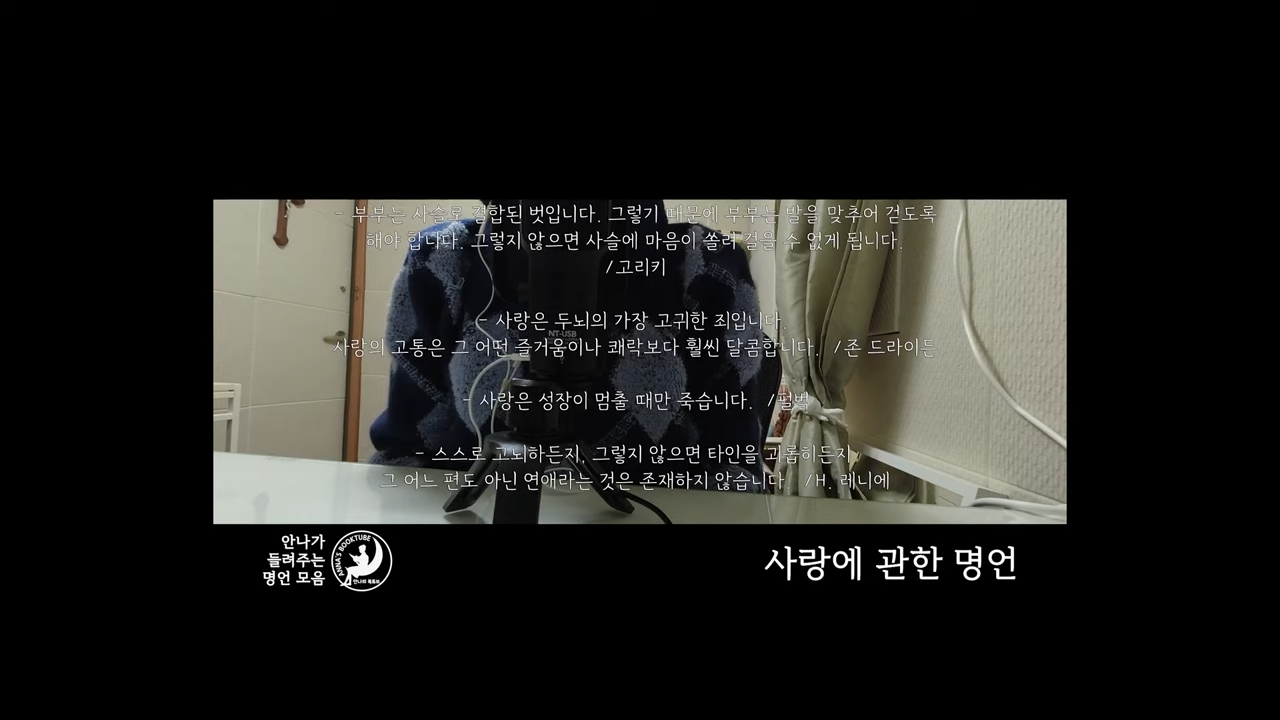 - 부부는 사슬로 결합된 벗입니다. 그렇기 때문에 부부는 발을 맞추어 걷도록
해야 합니다. 그렇지 않으면 사슬에 마음이 쏠려 걸을 수 없게 됩니다.
/고리키
- 사랑은 두뇌의 가장 고귀한 죄입니다.
사랑의 고통은 그 어떤 즐거움이나 쾌락보다 훨씬 달콤합니다. /존 드라이든
- 사랑은 성장이 멈출 때만 죽습니다. /펄벅
- 스스로 고뇌하든지, 그렇지 않으면 타인을 괴롭히든지
그 어느 편도 아닌 연애라는 것은 존재하지 않습니다. /H. 레니에
NT-USB
안나가
들려주는
명언 모음
ANNA'S BOOKTUBE
사랑에 관한 명언